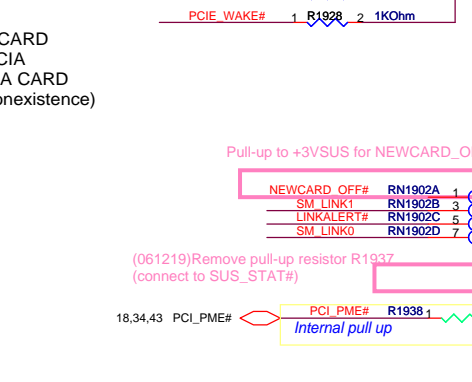 PCIE_WAKE# 1 R1928 2 1KOhm
CARD
CIA
A CARD
onexistence)
Pull-up to +3VSUS for NEWCARD_O
NEWCARD_OFF# RN1902A 1
SM_LINK1 RN1902B 3
LINKALERT# RN1902C 5
SM_LINK0 RN1902D 7
(061219)Remove pull-up resistor R1937
(connect to SUS_STAT#)
18,34,43 PCI_PME# PCI_PME# R1938 1
Internal pull up